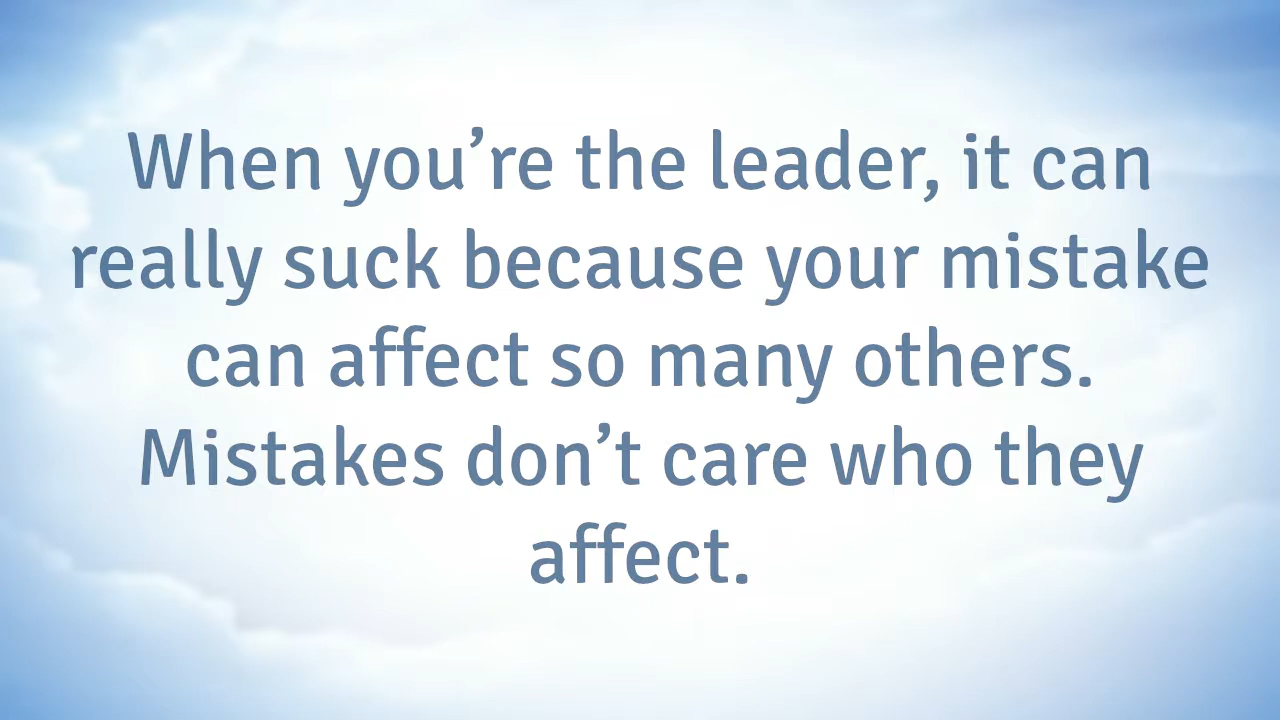 When you’re the leader, it can
really suck because your mistake
can affect so many others.
Mistakes don’t care who they
affect.